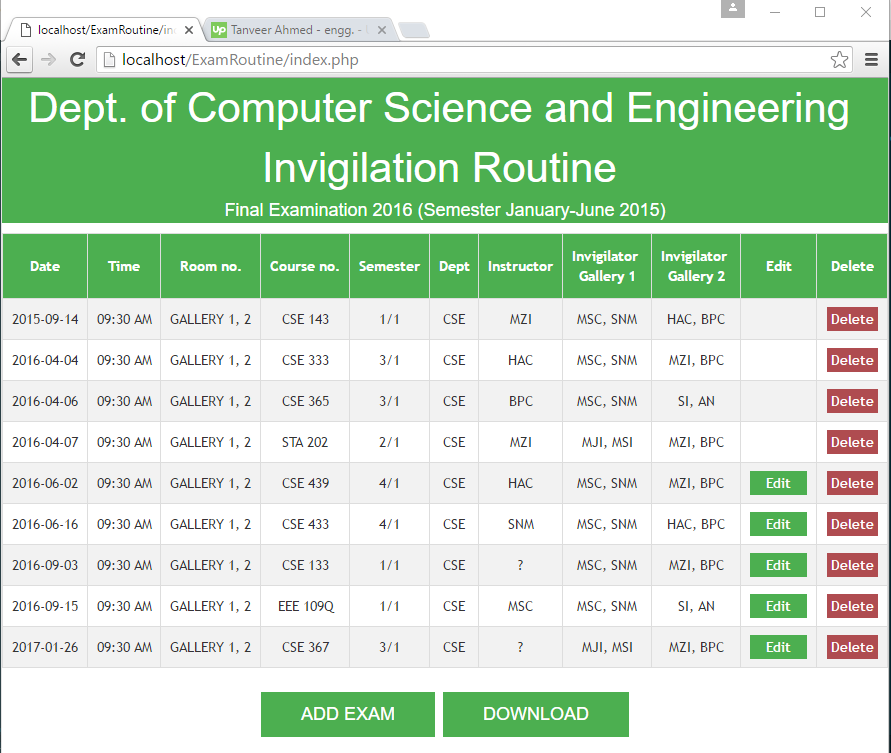 localhost/ExamRoutine/in
Up Tanveer Ahmed - engg. -
localhost/ExamRoutine/index.php
Dept. of Computer Science and Engineering
Invigilation Routine
Final Examination 2016 (Semester January-June 2015)
Date Time Room no. Course no. Semester Dept Instructor Invigilator Gallery 1 Invigilator Gallery 2 Edit Delete
2015-09-14 09:30 AM GALLERY 1, 2 CSE 143 1/1 CSE MZI MSC, SNM HAC, BPC Delete
2016-04-04 09:30 AM GALLERY 1, 2 CSE 333 3/1 CSE HAC MSC, SNM MZI, BPC Delete
2016-04-06 09:30 AM GALLERY 1, 2 CSE 365 3/1 CSE BPC MSC, SNM SI, AN Delete
2016-04-07 09:30 AM GALLERY 1, 2 STA 202 2/1 CSE MZI MJI, MSI MZI, BPC Delete
2016-06-02 09:30 AM GALLERY 1, 2 CSE 439 4/1 CSE HAC MSC, SNM MZI, BPC Edit Delete
2016-06-16 09:30 AM GALLERY 1, 2 CSE 433 4/1 CSE SNM MSC, SNM HAC, BPC Edit Delete
2016-09-03 09:30 AM GALLERY 1, 2 CSE 133 1/1 CSE ? MSC, SNM MZI, BPC Edit Delete
2016-09-15 09:30 AM GALLERY 1, 2 EEE 109Q 1/1 CSE MSC MSC, SNM SI, AN Edit Delete
2017-01-26 09:30 AM GALLERY 1, 2 CSE 367 3/1 CSE ? MJI, MSI MZI, BPC Edit Delete
ADD EXAM DOWNLOAD